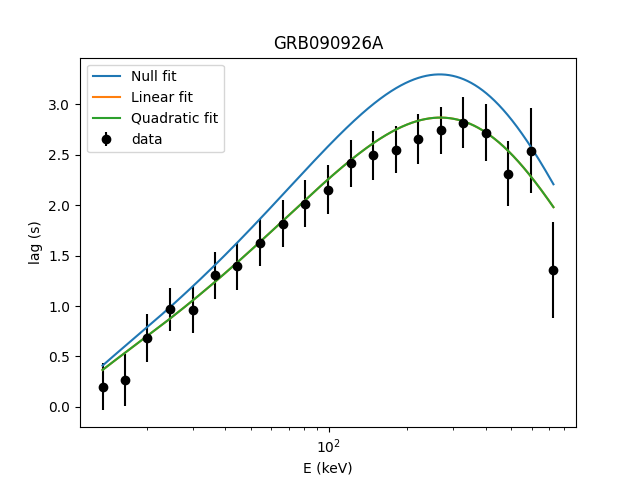 GRB090926A
Null fit
Linear fit
Quadratic fit
data
lag (s)
3.0
2.5
2.0
1.5
1.0
0.5
0.0
10²
E (keV)